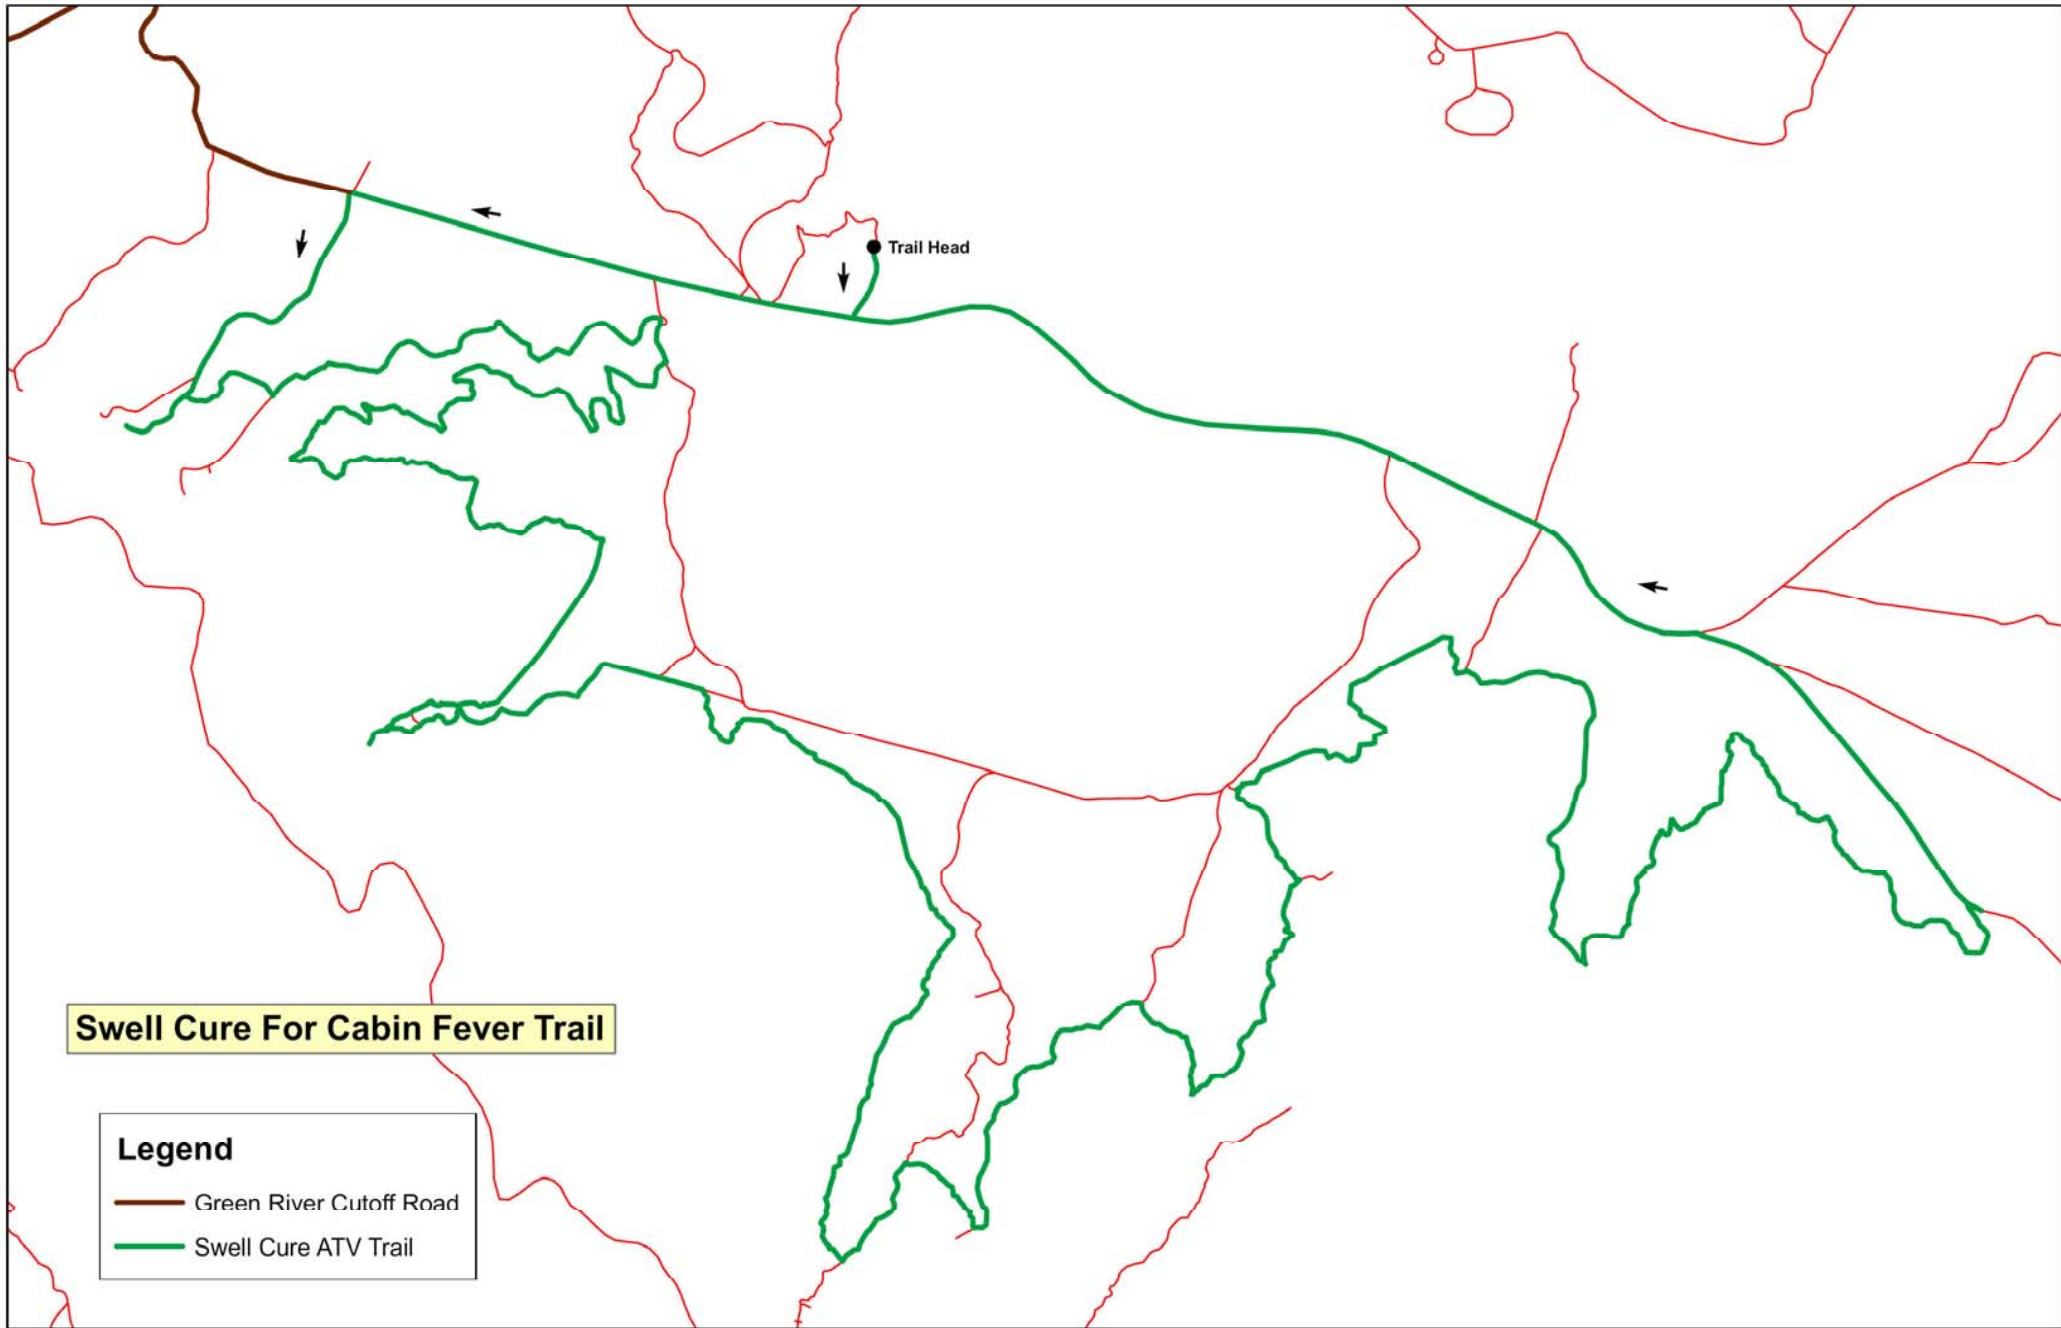 Trail Head
Swell Cure For Cabin Fever Trail
Legend
Green River Cutoff Road
Swell Cure ATV Trail